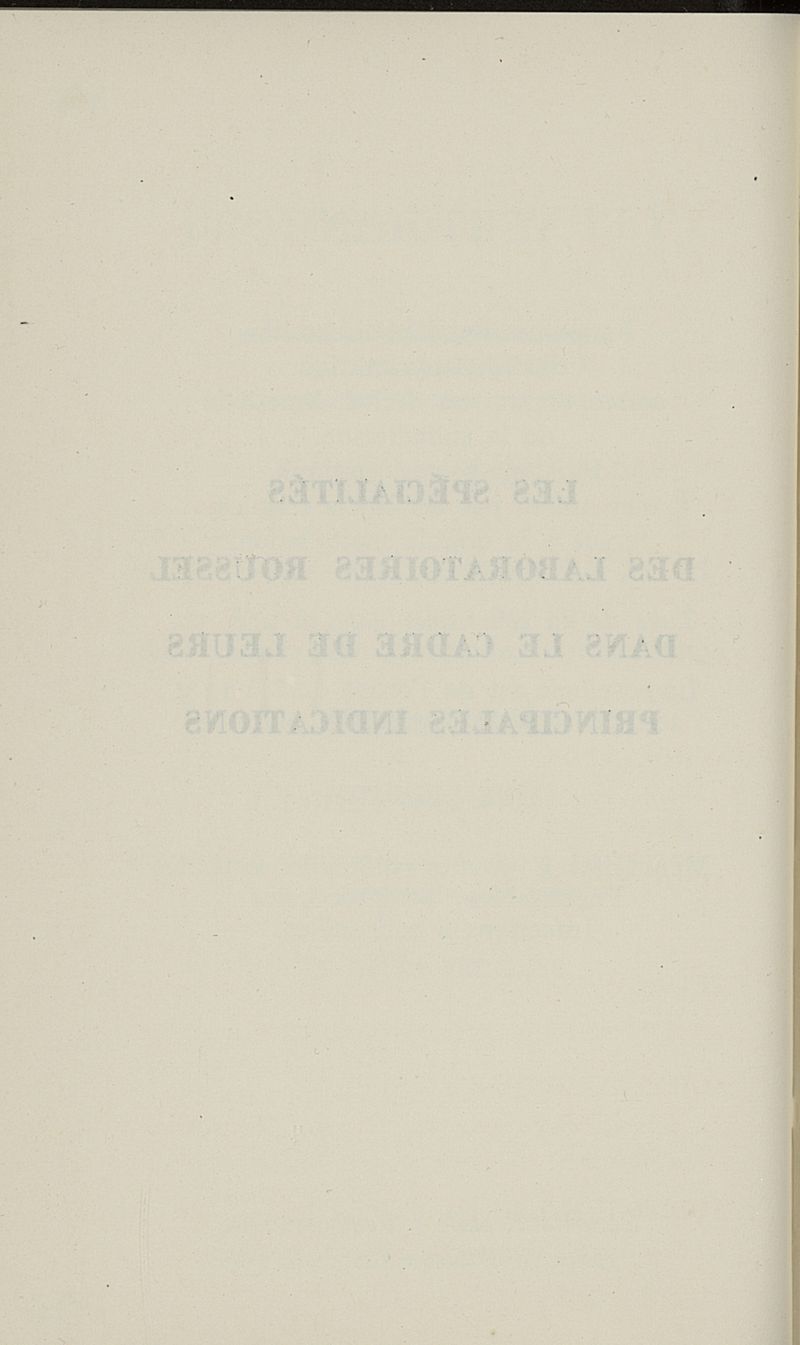 LES SPÉCIALITÉS
DES LABORATOIRES ROUSSEL
DANS LE CADRE DE LEURS
PRINCIPALES INDICATIONS